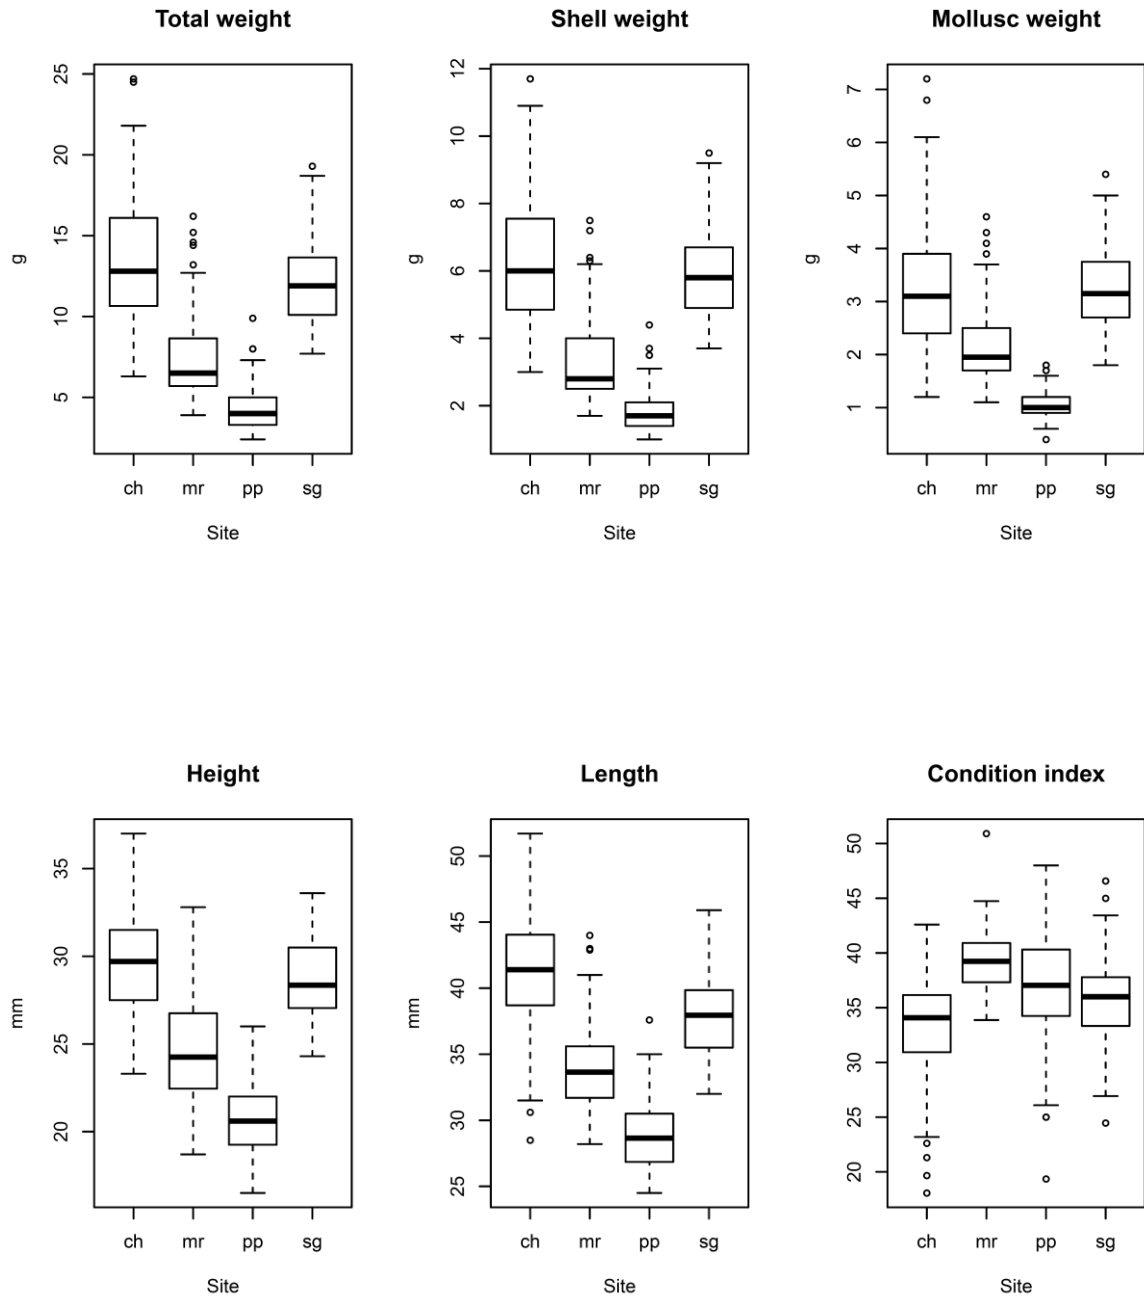 Total weight
g
25
20
15
10
5
ch mr pp sg
Site
Shell weight
g
12
10
8
6
4
2
ch mr pp sg
Site
Mollusc weight
g
7
6
5
4
3
2
1
ch mr pp sg
Site
Height
mm
35
30
25
20
ch mr pp sg
Site
Length
mm
50
45
40
35
30
25
ch mr pp sg
Site
Condition index
50
45
40
35
30
25
20
ch mr pp sg
Site